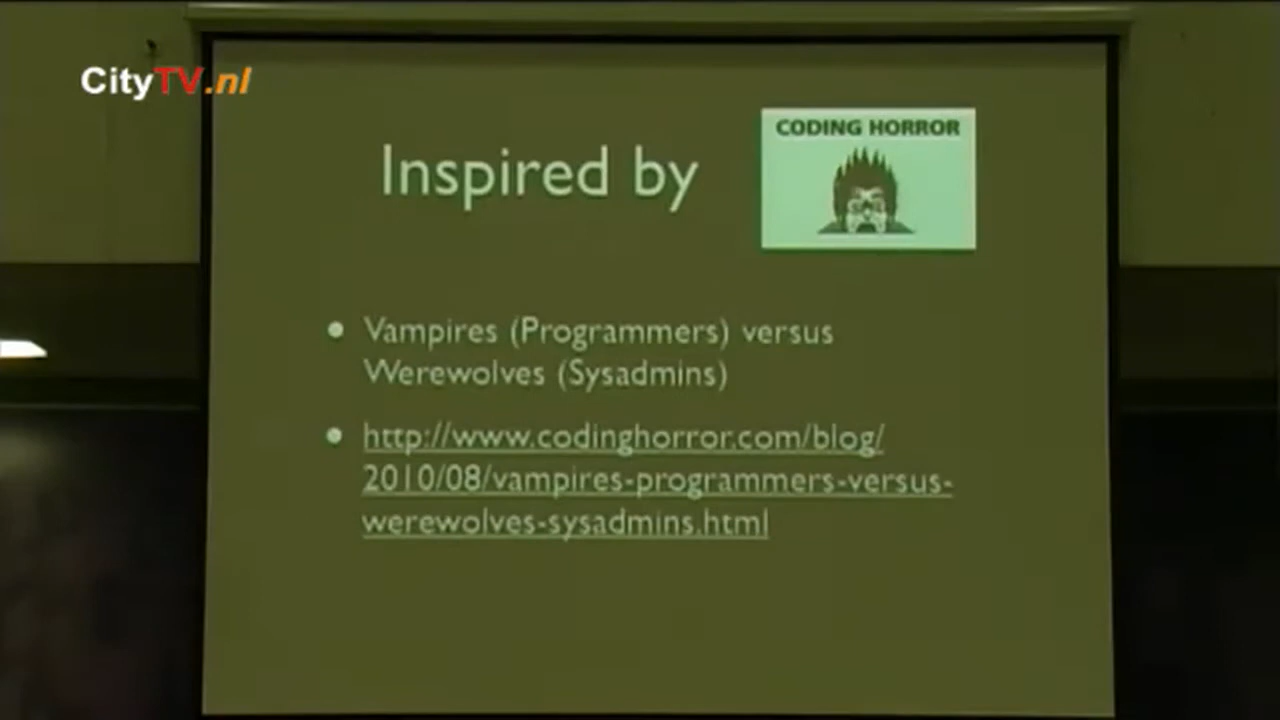 CityTV.nl
CODING HORROR
Inspired by
• Vampires (Programmers) versus
Werewolves (Sysadmins)
• http://www.codinghorror.com/blog/
2010/08/vampires-programmers-versus-
werewolves-sysadmins.html